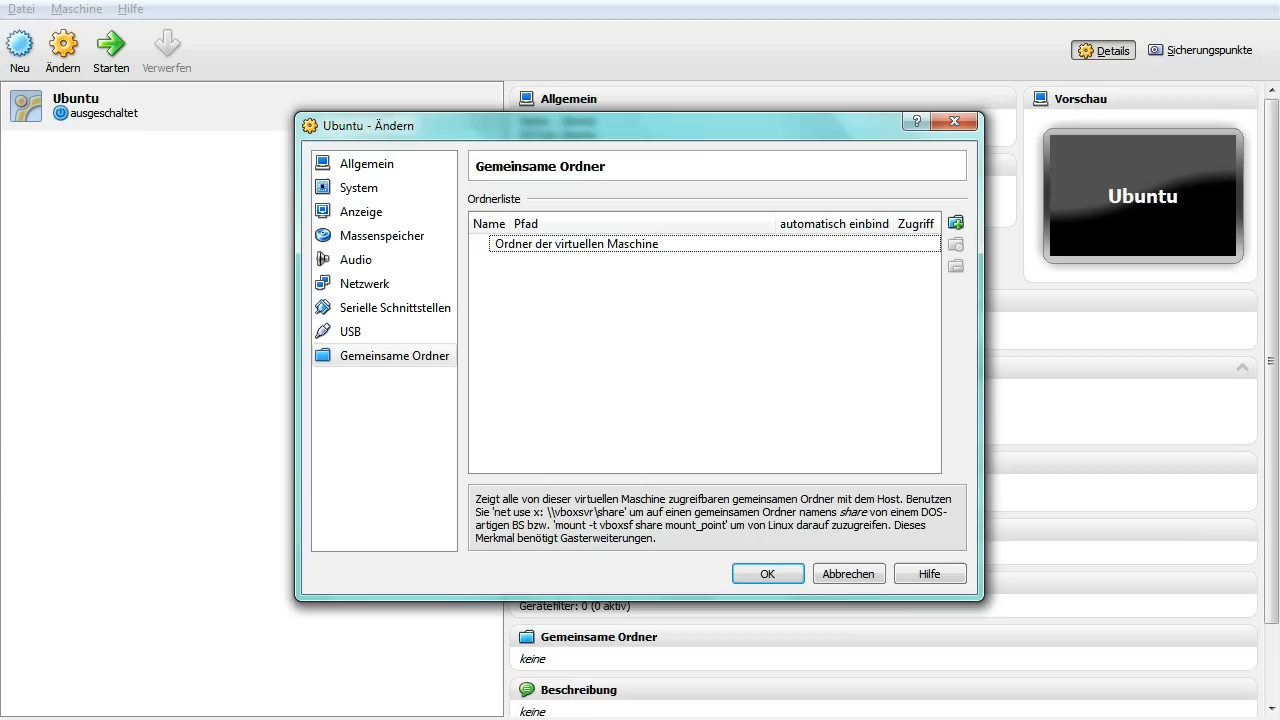 Datei Maschine Hilfe
Neu Ändern Starten Verwerfen
Details Sicherungspunkte
Ubuntu
ausgeschaltet
Allgemein
Vorschau
Ubuntu
Ubuntu - Ändern
Allgemein
System
Anzeige
Massenspeicher
Audio
Netzwerk
Serielle Schnittstellen
USB
Gemeinsame Ordner
Gemeinsame Ordner
Ordnerliste
Name Pfad automatisch einbind Zugriff
Ordner der virtuellen Maschine
Zeigt alle von dieser virtuellen Maschine zugreifbaren gemeinsamen Ordner mit dem Host. Benutzen
Sie 'net use x: \\vboxsvr\share' um auf einen gemeinsamen Ordner namens share von einem DOS-
artigen BS bzw. 'mount -t vboxsf share mount_point' um von Linux darauf zuzugreifen. Dieses
Merkmal benötigt Gasterweiterungen.
OK Abbrechen Hilfe
Gerätefilter: 0 (0 aktiv)
Gemeinsame Ordner
keine
Beschreibung
keine